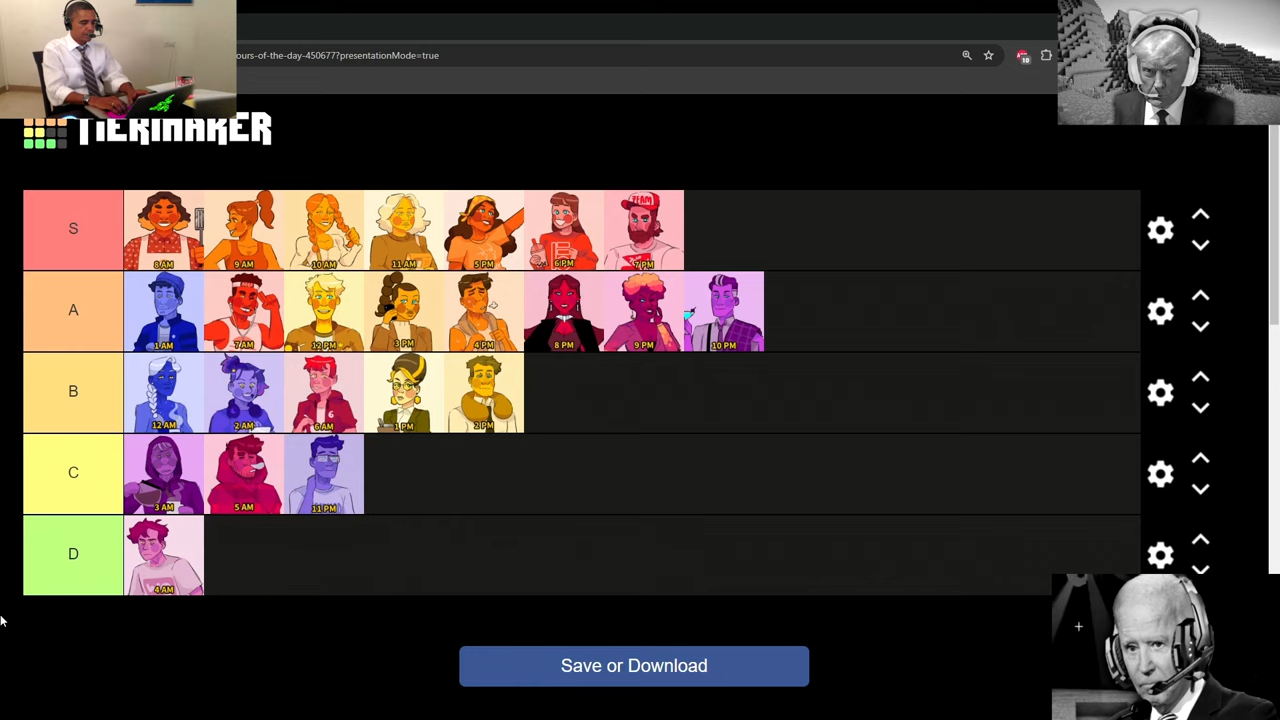 ours-of-the-day-450677?presentationMode=true
TIERMAKER
S
8 AM 9 AM 10 AM 11 AM 5 PM 6 PM 7 PM
TEAM
A
1 AM 7 AM 12 PM 3 PM 4 PM 8 PM 9 PM 10 PM
B
12 AM 2 AM 6 AM 1 PM 2 PM
6
C
3 AM 5 AM 11 PM
D
4 AM
Save or Download